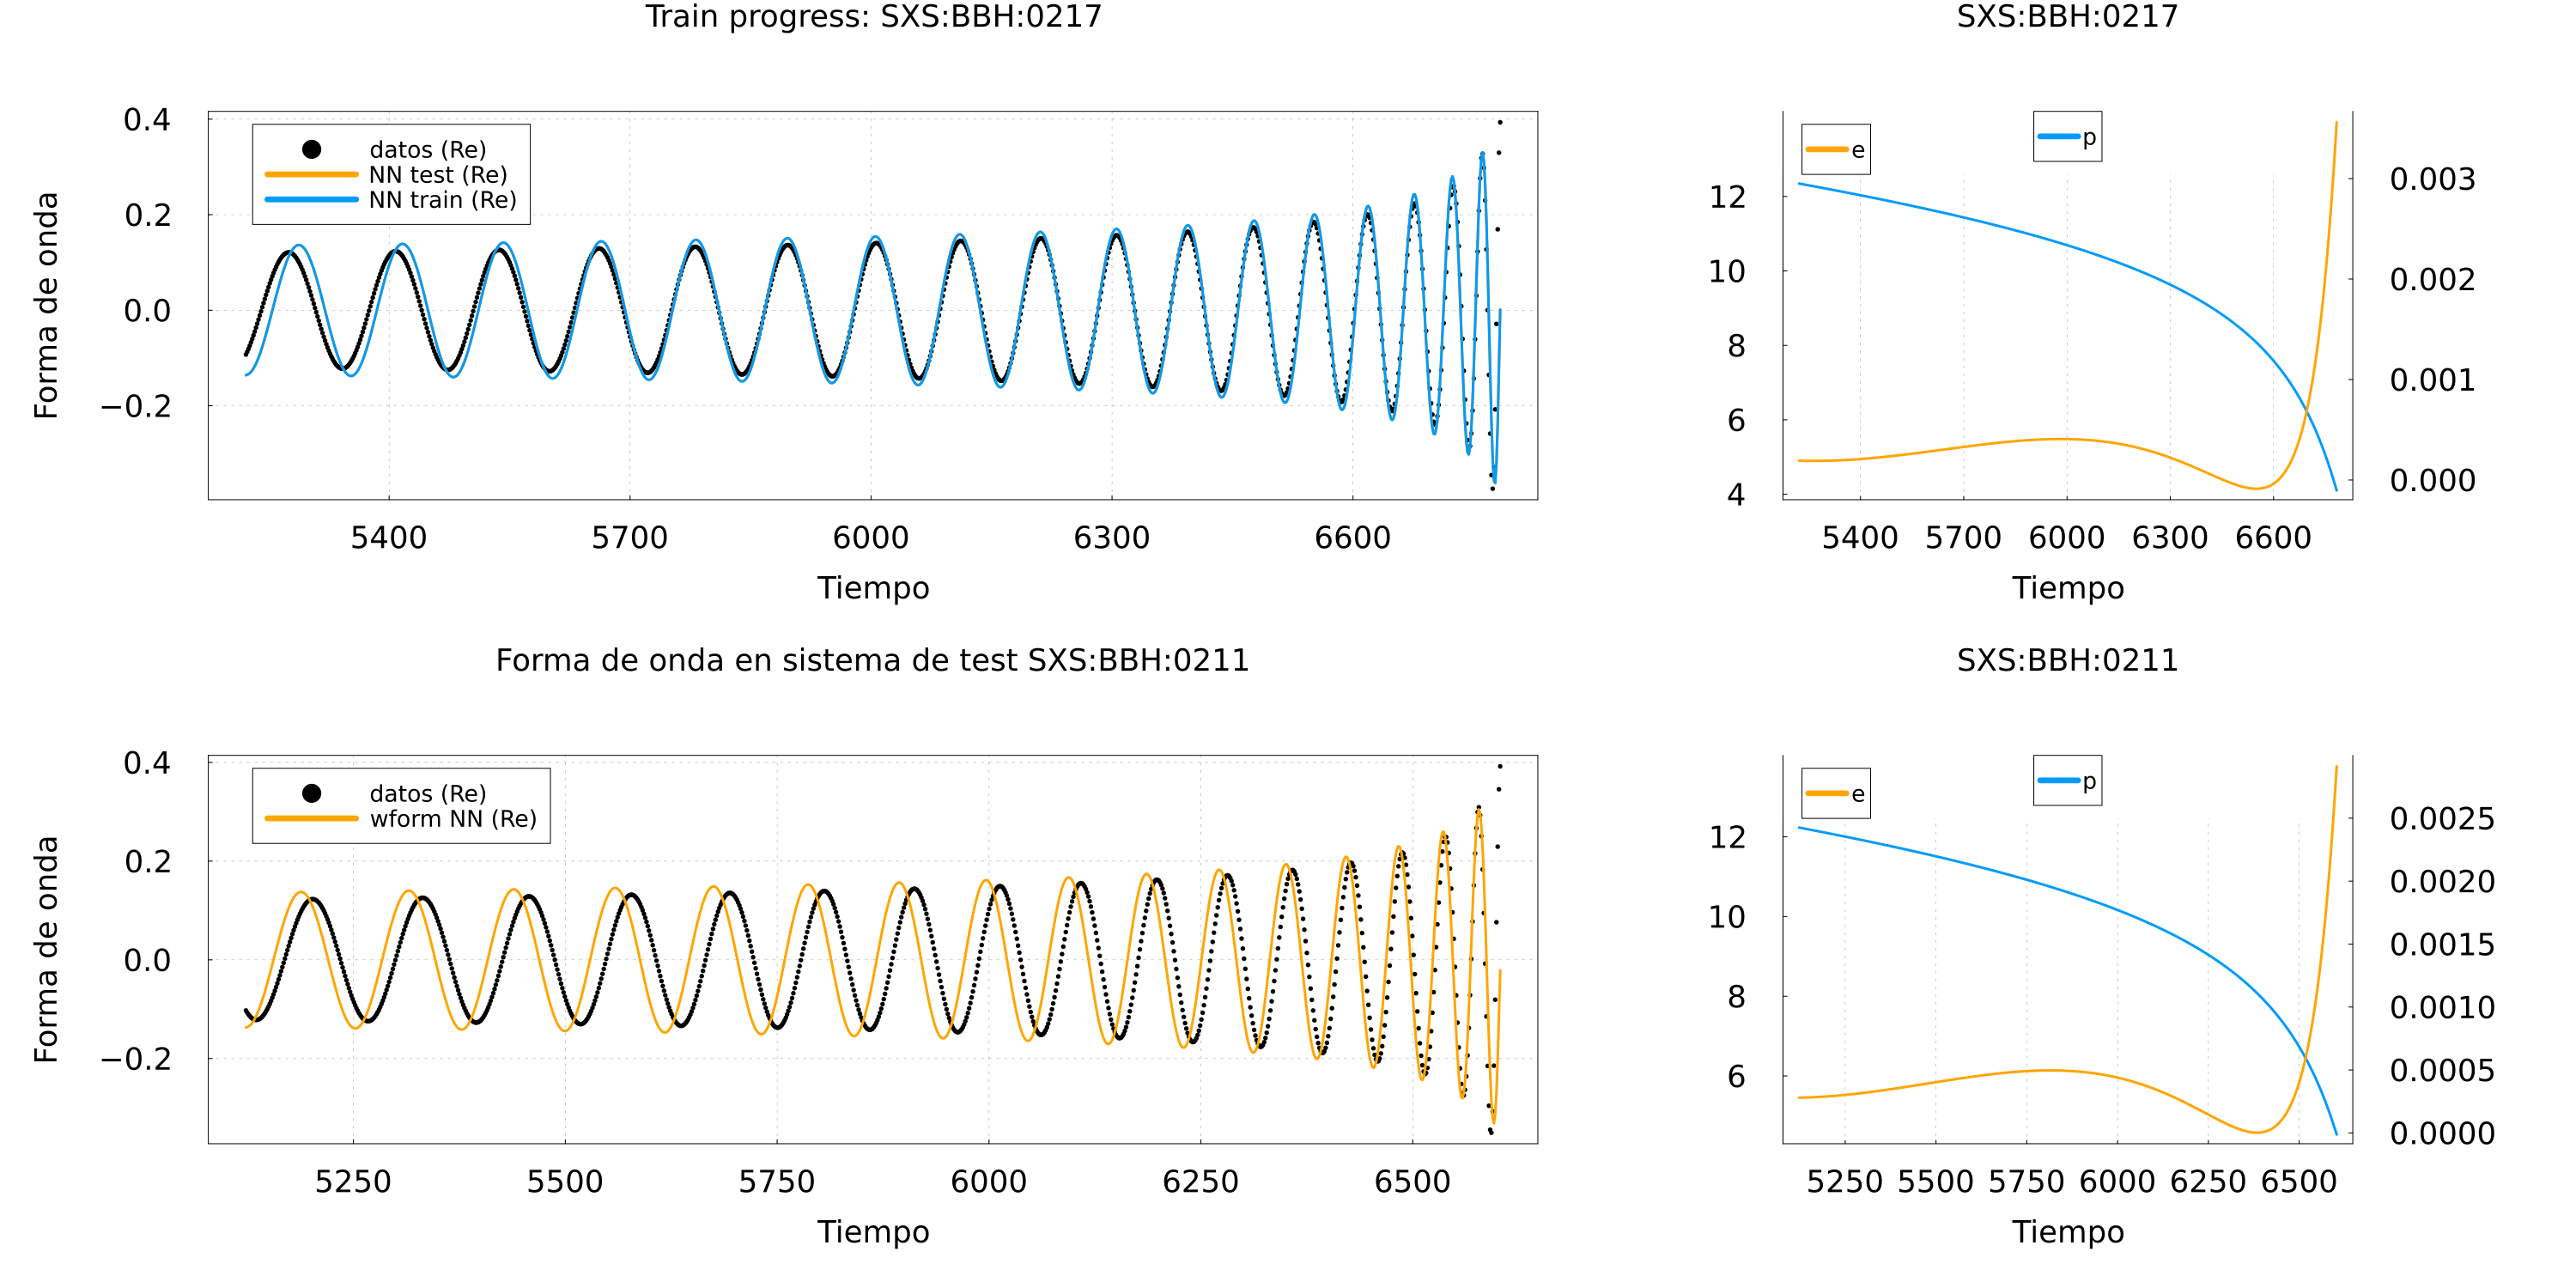 Train progress: SXS:BBH:0217
0.4
0.2
0.0
−0.2
Forma de onda
datos (Re)
NN test (Re)
NN train (Re)
5400 5700 6000 6300 6600
Tiempo
SXS:BBH:0217
12
10
8
6
4
e
p
0.003
0.002
0.001
0.000
5400 5700 6000 6300 6600
Tiempo
Forma de onda en sistema de test SXS:BBH:0211
0.4
0.2
0.0
−0.2
Forma de onda
datos (Re)
wform NN (Re)
5250 5500 5750 6000 6250 6500
Tiempo
SXS:BBH:0211
12
10
8
6
e
p
0.0025
0.0020
0.0015
0.0010
0.0005
0.0000
5250 5500 5750 6000 6250 6500
Tiempo